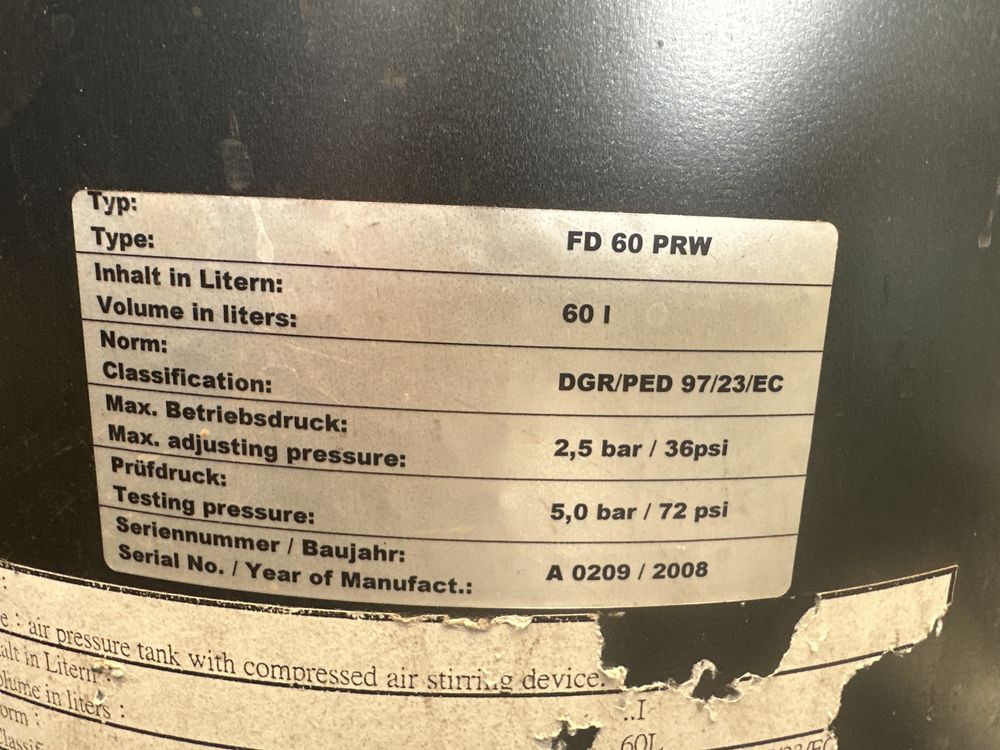 Typ:
Type: FD 60 PRW
Inhalt in Litern:
Volume in liters: 60 l
Norm:
Classification: DGR/PED 97/23/EC
Max. Betriebsdruck:
Max. adjusting pressure: 2,5 bar / 36psi
Prüfdruck:
Testing pressure: 5,0 bar / 72 psi
Seriennummer / Baujahr:
Serial No. / Year of Manufact.: A 0209 / 2008
: air pressure tank with compressed air stirring device.
in Litern :
in liters : 60L